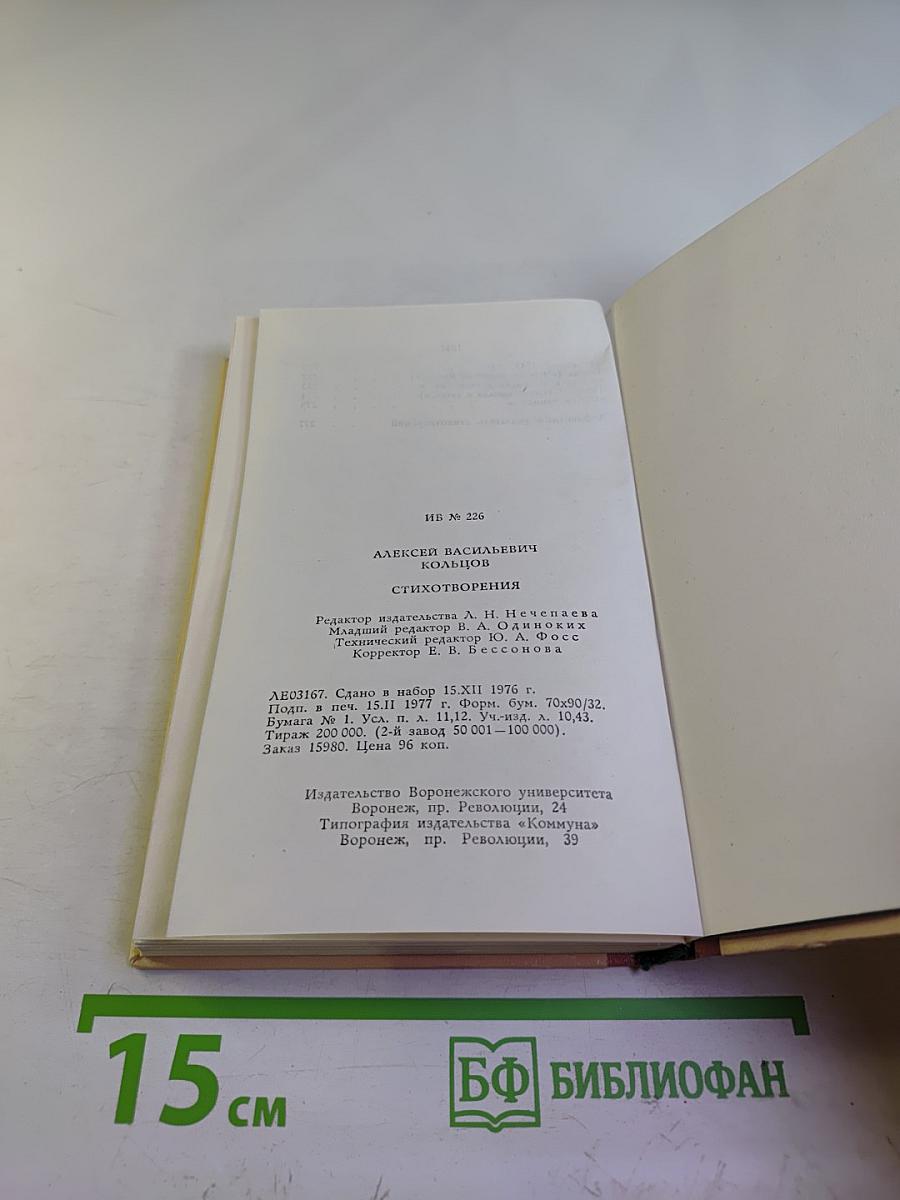 ИБ № 226
АЛЕКСЕЙ ВАСИЛЬЕВИЧ
КОЛЬЦОВ
СТИХОТВОРЕНИЯ
Редактор издательства Л. Н. Нечепаева
Младший редактор В. А. Одиноких
Технический редактор Ю. А. Фосс
Корректор Е. В. Бессонова
ЛЕ03167. Сдано в набор 15.XII 1976 г.
Подп. в печ. 15.II 1977 г. Форм. бум. 70х90/32.
Бумага № 1. Усл. п. л. 11,12. Уч.-изд. л. 10,43.
Тираж 200 000. (2-й завод 50 001—100 000).
Заказ 15980. Цена 96 коп.
Издательство Воронежского университета
Воронеж, пр. Революции, 24
Типография издательства «Коммуна»
Воронеж, пр. Революции, 39
15 см
БФ БИБЛИОФАН